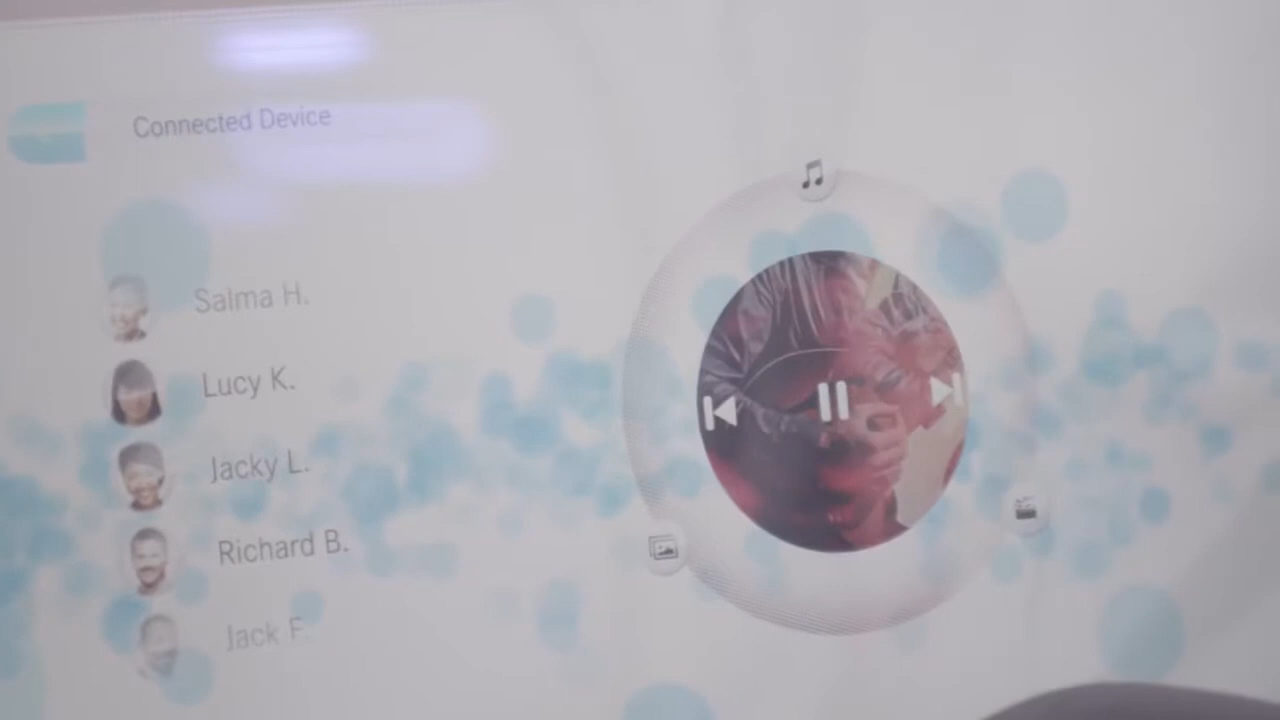 Connected Device
Salma H.
Lucy K.
Jacky L.
Richard B.
Jack F.